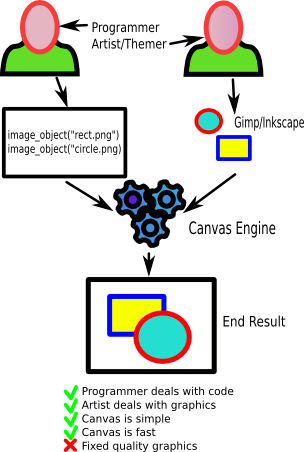 Programmer
Artist/Themer
image_object("rect.png")
image_object("circle.png)
Gimp/Inkscape
Canvas Engine
End Result
Programmer deals with code
Artist deals with graphics
Canvas is simple
Canvas is fast
Fixed quality graphics